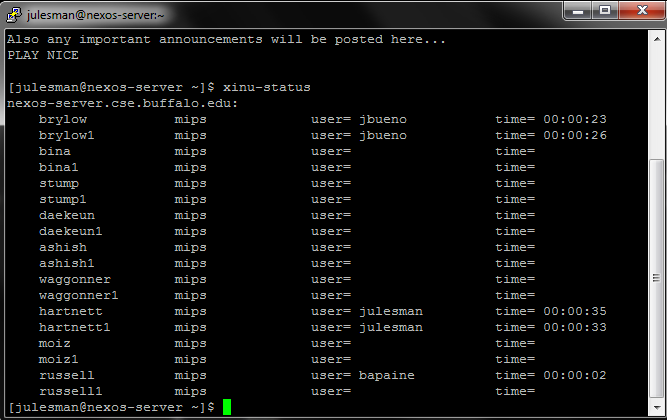 julesman@nexos-server:~
Also any important announcements will be posted here...
PLAY NICE
[julesman@nexos-server ~]$ xinu-status
nexos-server.cse.buffalo.edu:
brylow mips user= jbueno time= 00:00:23
brylow1 mips user= jbueno time= 00:00:26
bina mips user= time=
bina1 mips user= time=
stump mips user= time=
stump1 mips user= time=
daekeun mips user= time=
daekeun1 mips user= time=
ashish mips user= time=
ashish1 mips user= time=
waggonner mips user= time=
waggonner1 mips user= time=
hartnett mips user= julesman time= 00:00:35
hartnett1 mips user= julesman time= 00:00:33
moiz mips user= time=
moiz1 mips user= time=
russell mips user= bapaine time= 00:00:02
russell1 mips user= time=
[julesman@nexos-server ~]$